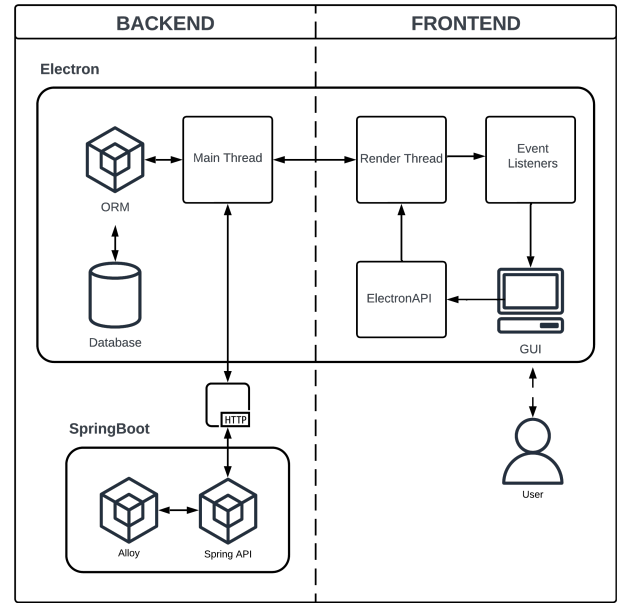 BACKEND
FRONTEND
Electron
Main Thread
Render Thread
Event
Listeners
ORM
ElectronAPI
Database
GUI
HTTP
SpringBoot
User
Alloy
Spring API